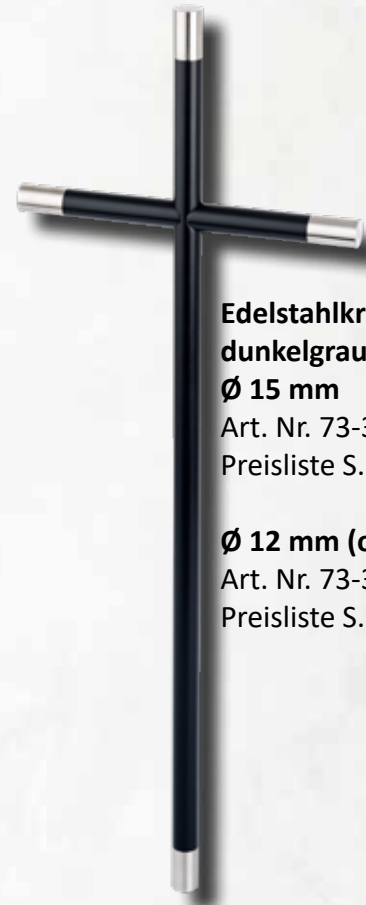 Edelstahlkr
dunkelgrau
Ø 15 mm
Art. Nr. 73-3
Preisliste S.
Ø 12 mm (o
Art. Nr. 73-3
Preisliste S.